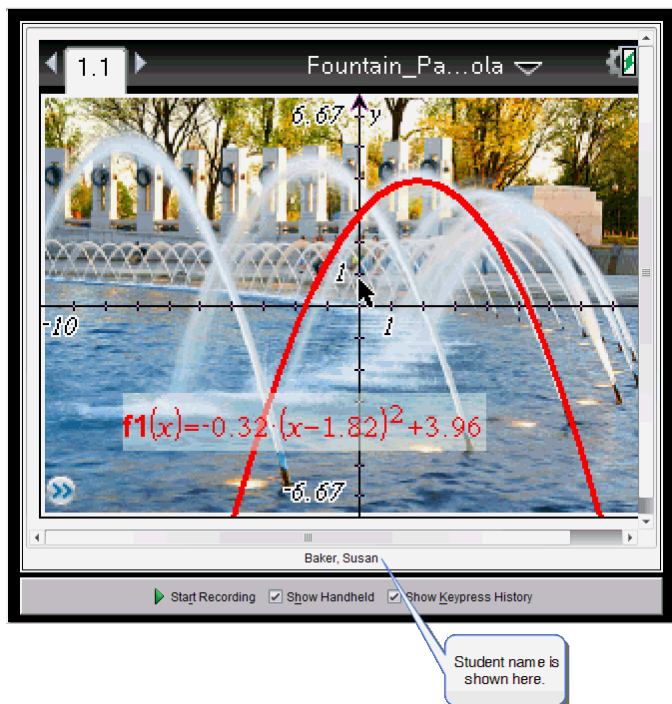 1.1
Fountain_Pa...ola
6.67
y
1
-10
1
f1(x)=-0.32·(x-1.82)²+3.96
-6.67
Baker, Susan
Start Recording
Show Handheld
Show Keypress History
Student name is
shown here.